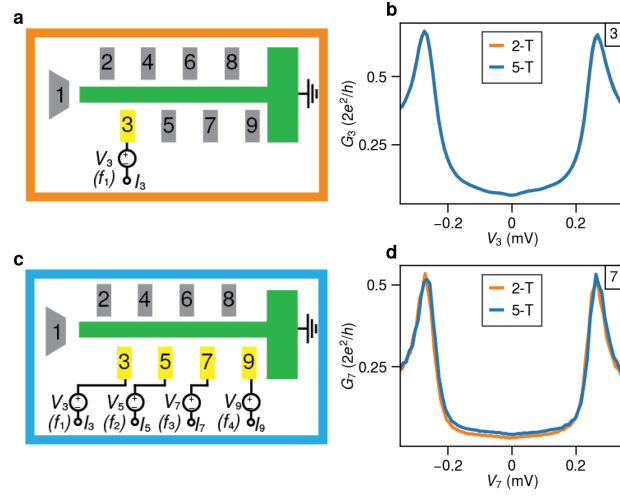 a
2 4 6 8
1
3 5 7 9
V₃
(f₁) I₃
b
3
2-T
5-T
G₃ (2e²/h)
0.5
0.25
−0.2 0 0.2
V₃ (mV)
c
2 4 6 8
1
3 5 7 9
V₃ V₅ V₇ V₉
(f₁) I₃ (f₂) I₅ (f₃) I₇ (f₄) I₉
d
7
2-T
5-T
G₇ (2e²/h)
0.5
0.25
−0.2 0 0.2
V₇ (mV)